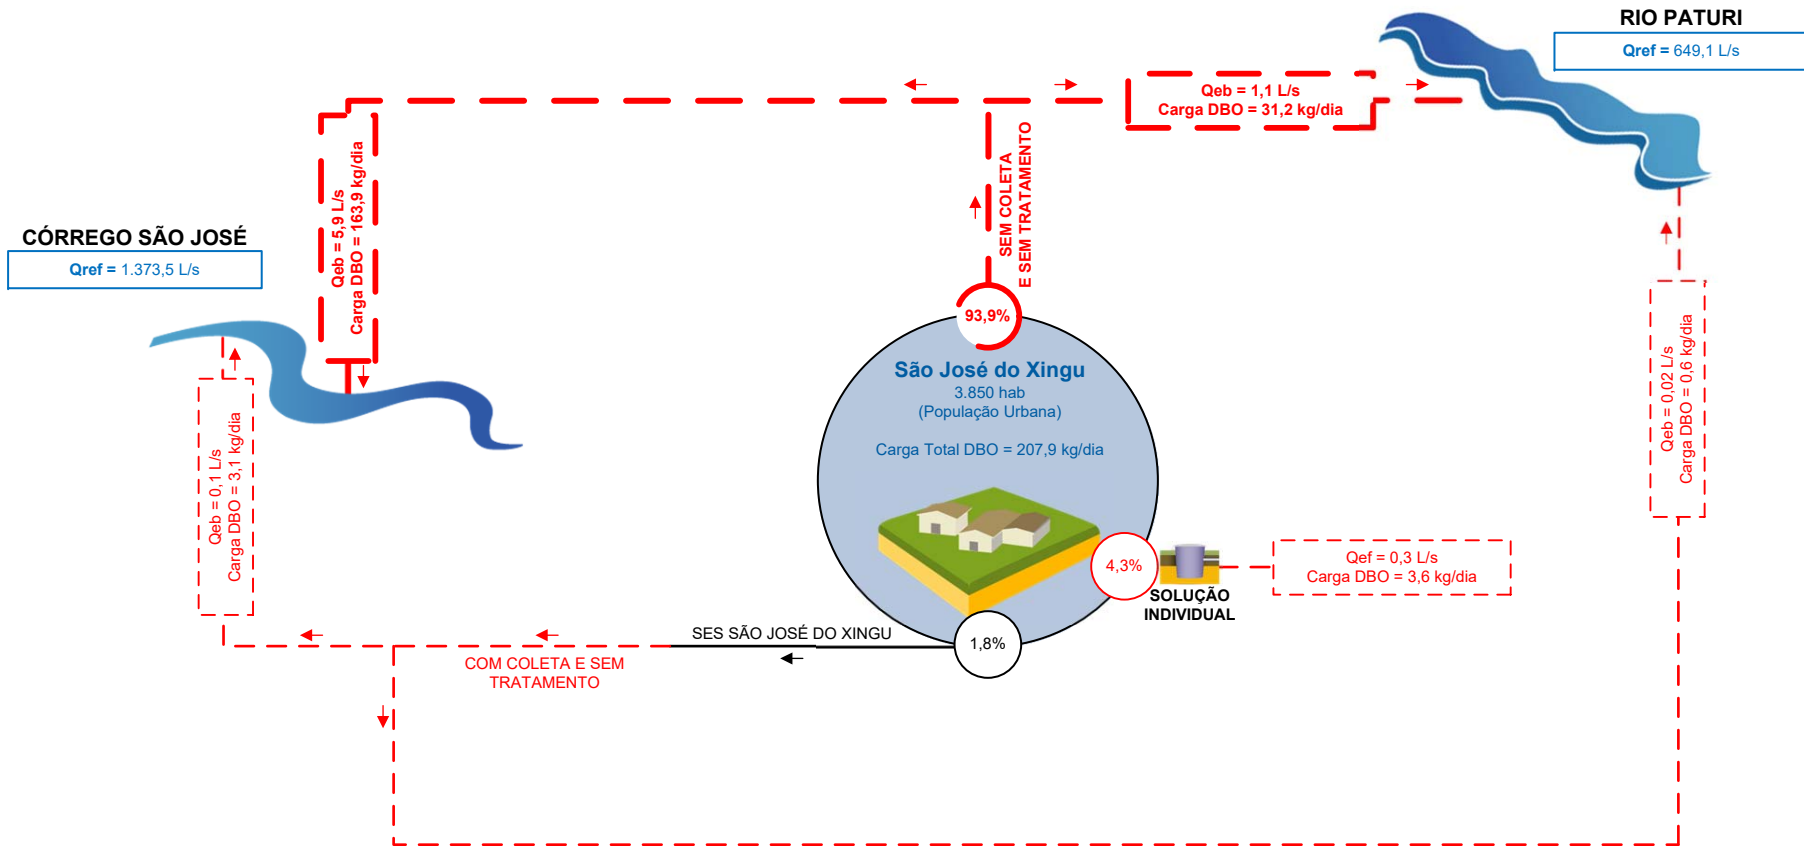 RIO PATURI
Qref = 649,1 L/s
Qeb = 1,1 L/s
Carga DBO = 31,2 kg/dia
SEM COLETA
E SEM TRATAMENTO
Qeb = 5,9 L/s
Carga DBO = 163,9 kg/dia
CÓRREGO SÃO JOSÉ
Qref = 1.373,5 L/s
93,9%
São José do Xingu
3.850 hab
(População Urbana)
Carga Total DBO = 207,9 kg/dia
Qeb = 0,1 L/s
Carga DBO = 3,1 kg/dia
Qeb = 0,02 L/s
Carga DBO = 0,6 kg/dia
4,3%
SOLUÇÃO
INDIVIDUAL
Qef = 0,3 L/s
Carga DBO = 3,6 kg/dia
SES SÃO JOSÉ DO XINGU
1,8%
COM COLETA E SEM
TRATAMENTO